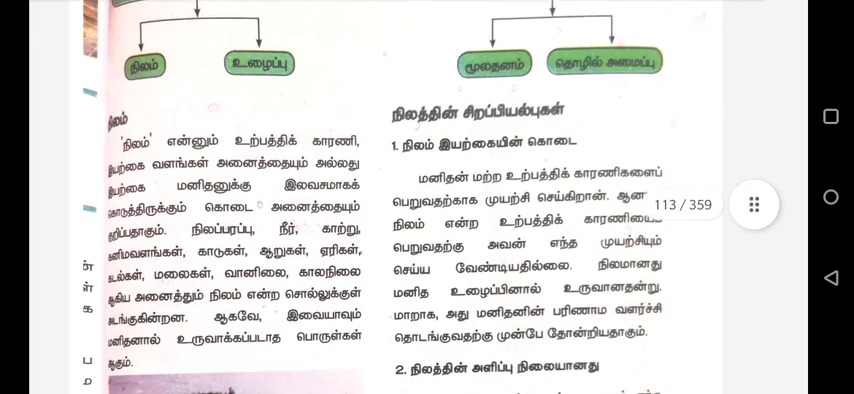 நிலம்
உழைப்பு
மூலதனம்
தொழில் அமைப்பு
நிலம்
'நிலம்' என்னும் உற்பத்திக் காரணி,
இயற்கை வளங்கள் அனைத்தையும் அல்லது
இயற்கை மனிதனுக்கு இலவசமாகக்
கொடுத்திருக்கும் கொடை அனைத்தையும்
குறிப்பதாகும். நிலப்பரப்பு, நீர், காற்று,
கனிமவளங்கள், காடுகள், ஆறுகள், ஏரிகள்,
கடல்கள், மலைகள், வானிலை, காலநிலை
ஆகிய அனைத்தும் நிலம் என்ற சொல்லுக்குள்
அடங்குகின்றன. ஆகவே, இவையாவும்
மனிதனால் உருவாக்கப்படாத பொருள்கள்
ஆகும்.
ன்
ள்
க
ப
ம
நிலத்தின் சிறப்பியல்புகள்
1. நிலம் இயற்கையின் கொடை
மனிதன் மற்ற உற்பத்திக் காரணிகளைப்
பெறுவதற்காக முயற்சி செய்கிறான்.
நிலம் என்ற உற்பத்திக்
பெறுவதற்கு அவன் எந்த முயற்சியும்
செய்ய வேண்டியதில்லை. நிலமானது
மனித உழைப்பினால் உருவானதன்று.
மாறாக, அது மனிதனின் பரிணாம வளர்ச்சி
தொடங்குவதற்கு முன்பே தோன்றியதாகும்.
2. நிலத்தின் அளிப்பு நிலையானது
113 / 359